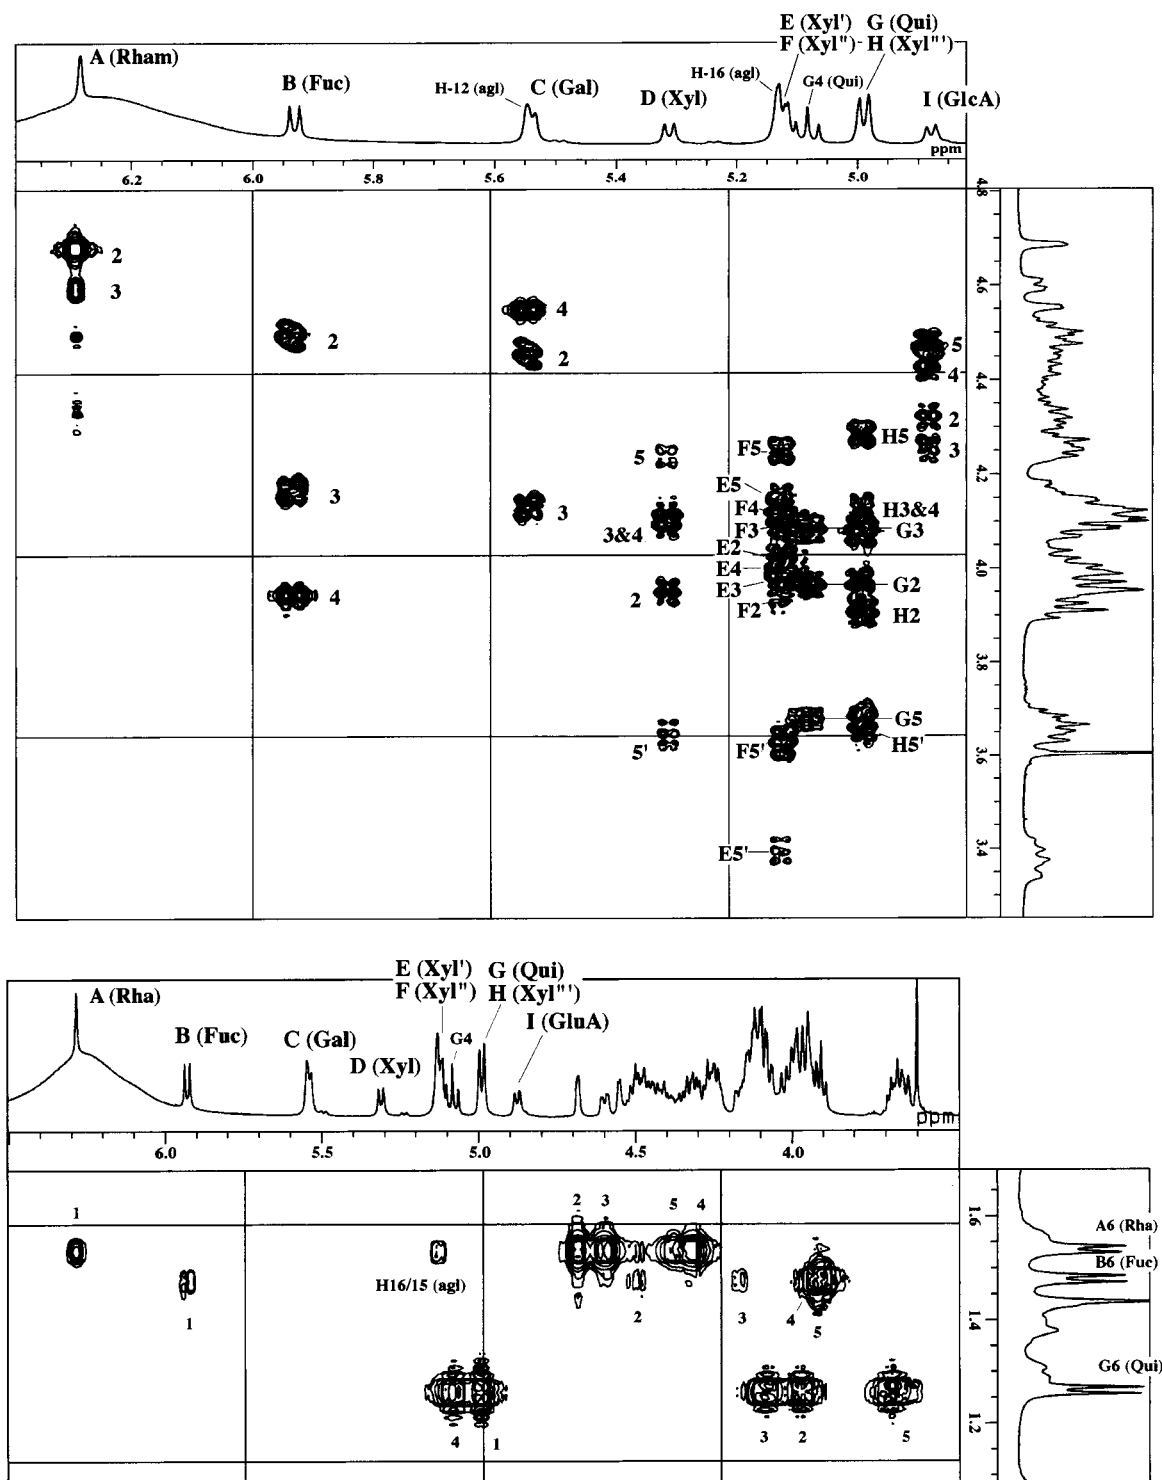 E (Xyl') G (Qui)
F (Xyl'') H (Xyl''')
A (Rham)
B (Fuc)
H-12 (agl)
C (Gal)
D (Xyl)
H-16 (agl)
G4 (Qui)
I (GlcA)
ppm
6.2 6.0 5.8 5.6 5.4 5.2 5.0
4.8
4.6
4.4
4.2
4.0
3.8
3.6
3.4
2
3
2
3
4
4
2
3
5
3&4
2
5'
F5
E5
F4
F3
E2
E4
E3
F2
F5'
E5'
H5
H3&4
G3
G2
H2
G5
H5'
5
4
2
3
E (Xyl') G (Qui)
F (Xyl'') H (Xyl''')
A (Rha)
B (Fuc)
C (Gal)
D (Xyl)
G4
I (GluA)
ppm
6.0 5.5 5.0 4.5 4.0
1 2 3 5 4
H16/15 (agl)
1 2 3 4 5
4 1 3 2 5
1.6
1.4
1.2
A6 (Rha)
B6 (Fuc)
G6 (Qui)